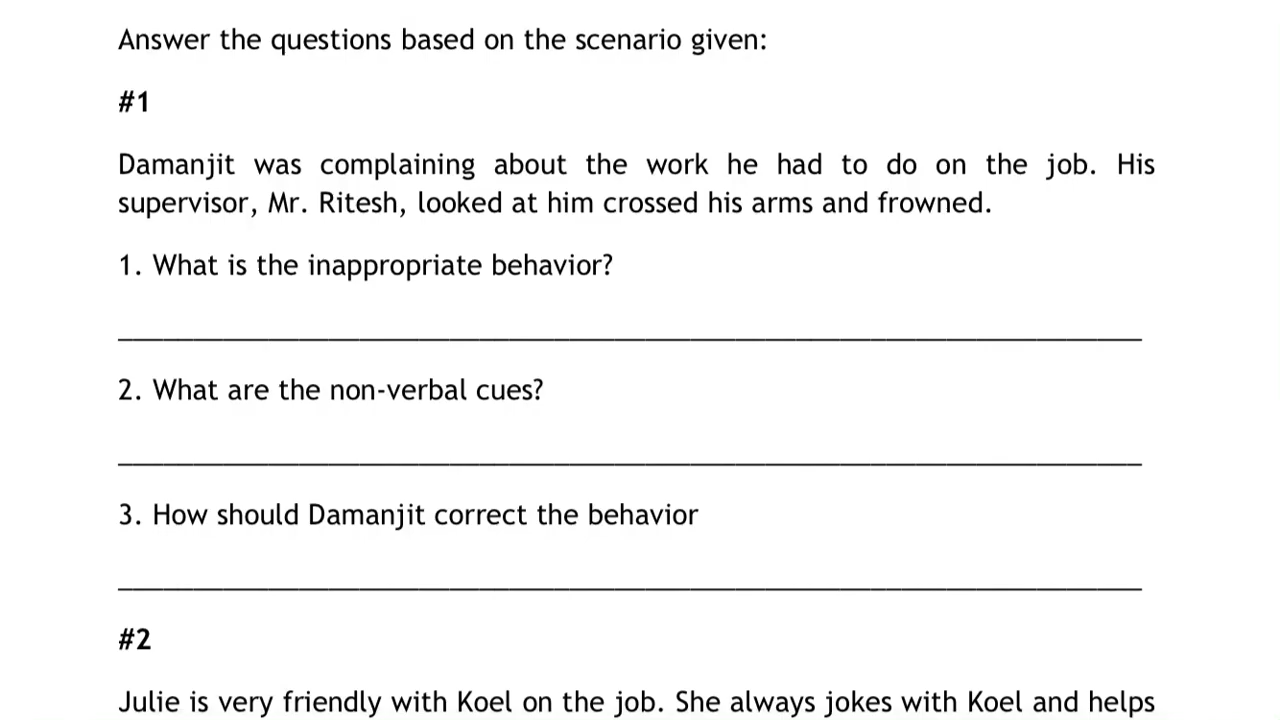 Answer the questions based on the scenario given:
#1
Damanjit was complaining about the work he had to do on the job. His
supervisor, Mr. Ritesh, looked at him crossed his arms and frowned.
1. What is the inappropriate behavior?
2. What are the non-verbal cues?
3. How should Damanjit correct the behavior
#2
Julie is very friendly with Koel on the job. She always jokes with Koel and helps